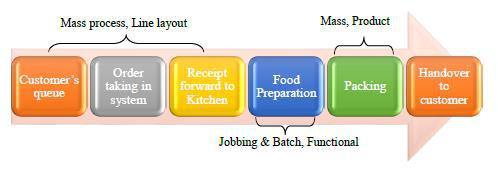 Mass process, Line layout
Mass, Product
Customer's
queue
Order
taking in
system
Receipt
forward to
Kitchen
Food
Preparation
Packing
Handover
to
customer
Jobbing & Batch, Functional